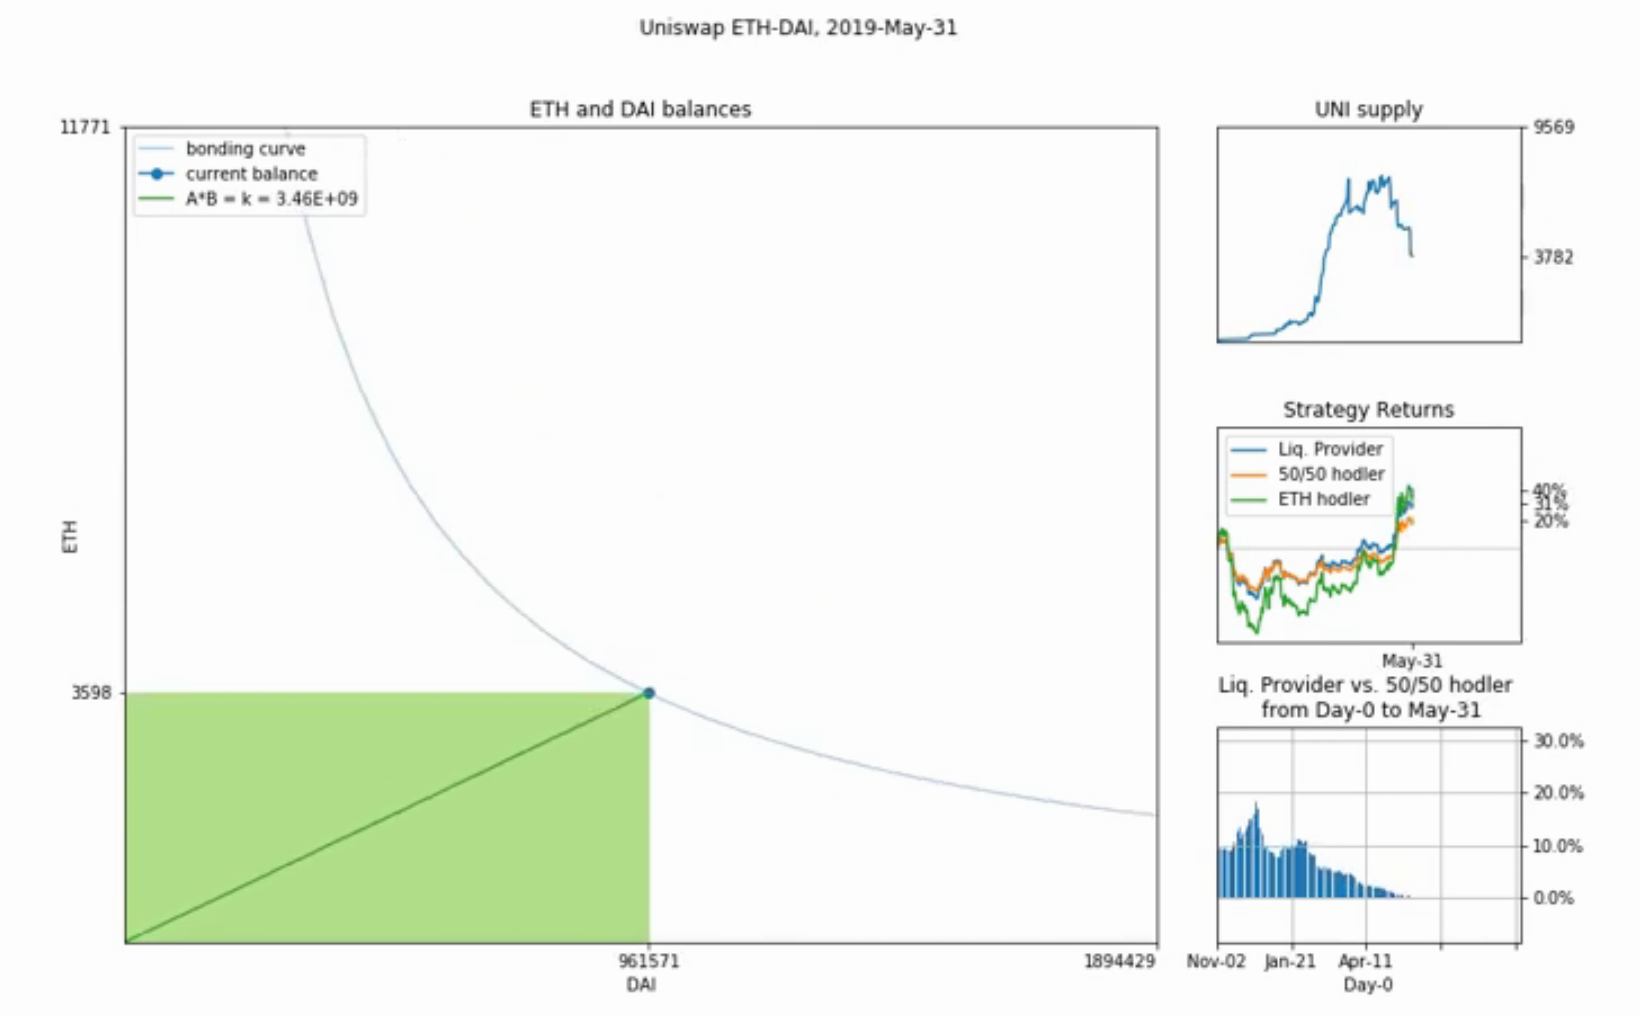 Uniswap ETH-DAI, 2019-May-31
ETH and DAI balances
11771
bonding curve
current balance
A*B = k = 3.46E+09
ETH
3598
961571
1894429
DAI
UNI supply
9569
3782
Strategy Returns
Liq. Provider
50/50 hodler
ETH hodler
40%
31%
20%
May-31
Liq. Provider vs. 50/50 hodler
from Day-0 to May-31
30.0%
20.0%
10.0%
0.0%
Nov-02 Jan-21 Apr-11
Day-0